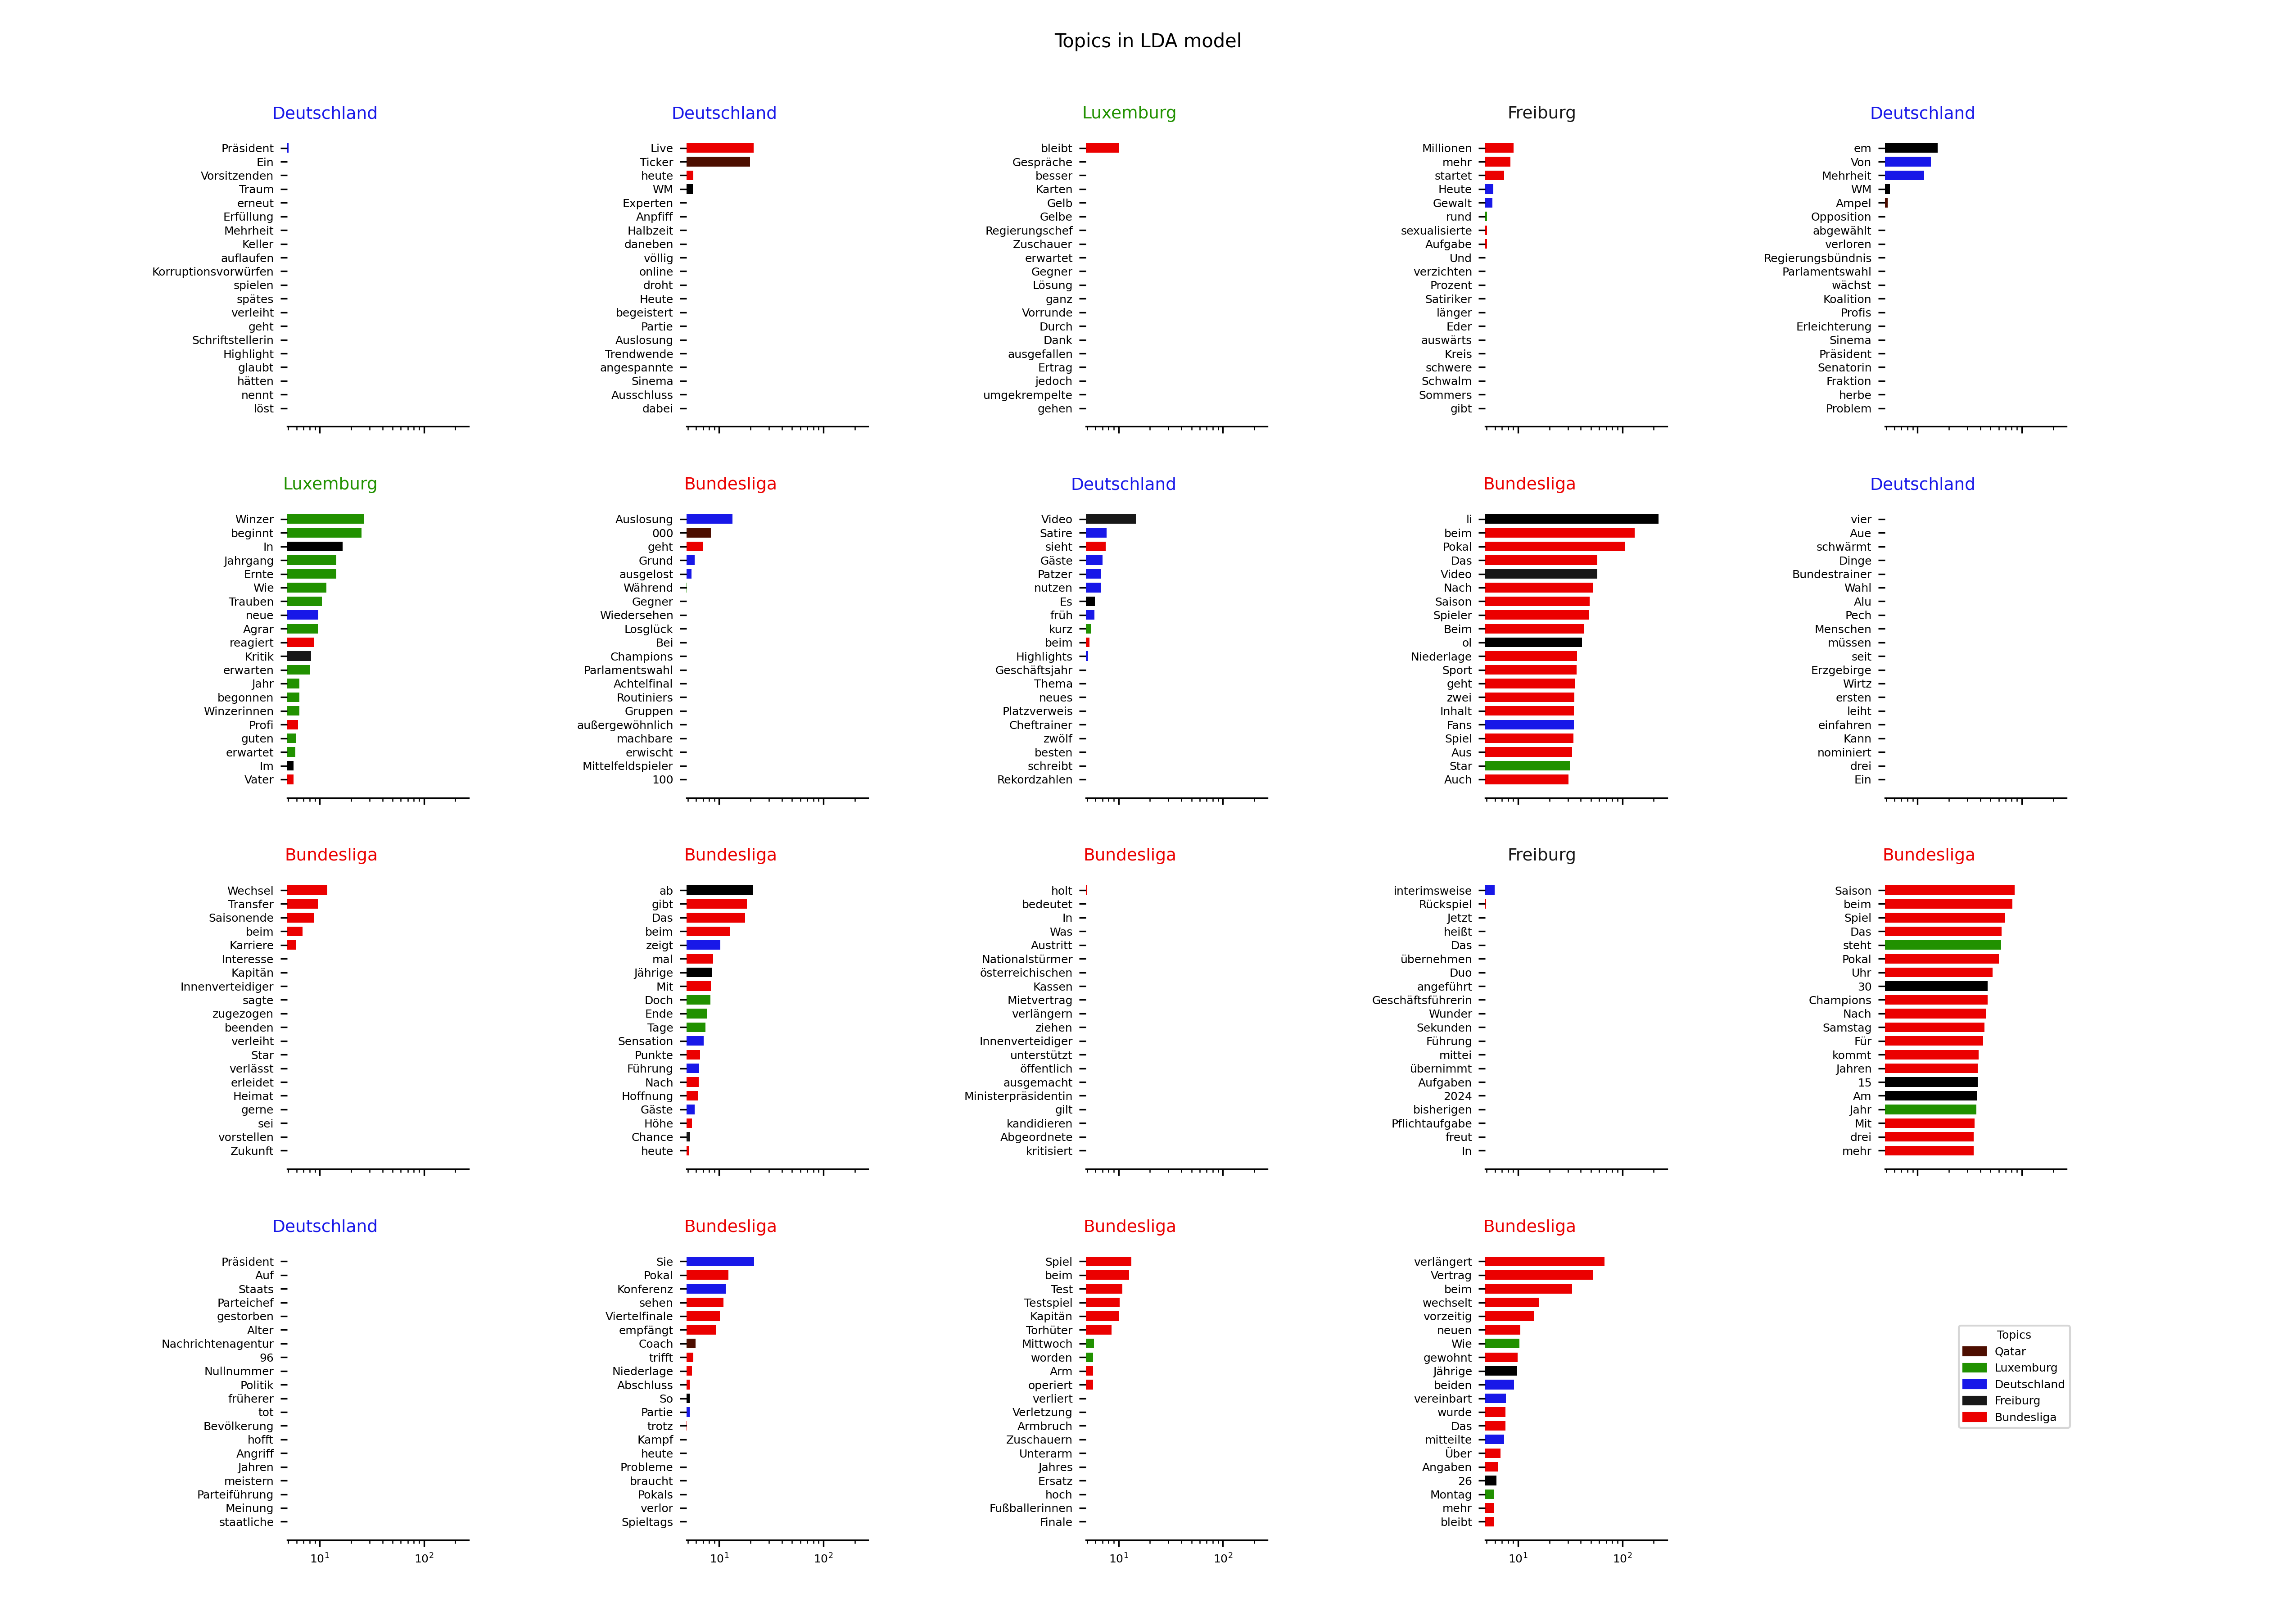 Topics in LDA model
Deutschland
Präsident
Ein
Vorsitzenden
Traum
erneut
Erfüllung
Mehrheit
Keller
auflaufen
Korruptionsvorwürfen
spielen
spätes
verleiht
geht
Schriftstellerin
Highlight
glaubt
hätten
nennt
löst
Deutschland
Live
Ticker
heute
WM
Experten
Anpfiff
Halbzeit
daneben
völlig
online
droht
Heute
begeistert
Partie
Auslosung
Trendwende
angespannte
Sinema
Ausschluss
dabei
Luxemburg
bleibt
Gespräche
besser
Karten
Gelb
Gelbe
Regierungschef
Zuschauer
erwartet
Gegner
Lösung
ganz
Vorrunde
Durch
Dank
ausgefallen
Ertrag
jedoch
umgekrempelte
gehen
Freiburg
Millionen
mehr
startet
Heute
Gewalt
rund
sexualisierte
Aufgabe
Und
verzichten
Prozent
Satiriker
länger
Eder
auswärts
Kreis
schwere
Schwalm
Sommers
gibt
Deutschland
em
Von
Mehrheit
WM
Ampel
Opposition
abgewählt
verloren
Regierungsbündnis
Parlamentswahl
wächst
Koalition
Profis
Erleichterung
Sinema
Präsident
Senatorin
Fraktion
herbe
Problem
Luxemburg
Winzer
beginnt
In
Jahrgang
Ernte
Wie
Trauben
neue
Agrar
reagiert
Kritik
erwarten
Jahr
begonnen
Winzerinnen
Profi
guten
erwartet
Im
Vater
Bundesliga
Auslosung
000
geht
Grund
ausgelost
Während
Gegner
Wiedersehen
Losglück
Bei
Champions
Parlamentswahl
Achtelfinal
Routiniers
Gruppen
außergewöhnlich
machbare
erwischt
Mittelfeldspieler
100
Deutschland
Video
Satire
sieht
Gäste
Patzer
nutzen
Es
früh
kurz
beim
Highlights
Geschäftsjahr
Thema
neues
Platzverweis
Cheftrainer
zwölf
besten
schreibt
Rekordzahlen
Bundesliga
li
beim
Pokal
Das
Video
Nach
Saison
Spieler
Beim
ol
Niederlage
Sport
geht
zwei
Inhalt
Fans
Spiel
Aus
Star
Auch
Deutschland
vier
Aue
schwärmt
Dinge
Bundestrainer
Wahl
Alu
Pech
Menschen
müssen
seit
Erzgebirge
Wirtz
ersten
leiht
einfahren
Kann
nominiert
drei
Ein
Bundesliga
Wechsel
Transfer
Saisonende
beim
Karriere
Interesse
Kapitän
Innenverteidiger
sagte
zugezogen
beenden
verleiht
Star
verlässt
erleidet
Heimat
gerne
sei
vorstellen
Zukunft
Bundesliga
ab
gibt
Das
beim
zeigt
mal
Jährige
Mit
Doch
Ende
Tage
Sensation
Punkte
Führung
Nach
Hoffnung
Gäste
Höhe
Chance
heute
Bundesliga
holt
bedeutet
In
Was
Austritt
Nationalstürmer
österreichischen
Kassen
Mietvertrag
verlängern
ziehen
Innenverteidiger
unterstützt
öffentlich
ausgemacht
Ministerpräsidentin
gilt
kandidieren
Abgeordnete
kritisiert
Freiburg
interimsweise
Rückspiel
Jetzt
heißt
Das
übernehmen
Duo
angeführt
Geschäftsführerin
Wunder
Sekunden
Führung
mittei
übernimmt
Aufgaben
2024
bisherigen
Pflichtaufgabe
freut
In
Bundesliga
Saison
beim
Spiel
Das
steht
Pokal
Uhr
30
Champions
Nach
Samstag
Für
kommt
Jahren
15
Am
Jahr
Mit
drei
mehr
Deutschland
Präsident
Auf
Staats
Parteichef
gestorben
Alter
Nachrichtenagentur
96
Nullnummer
Politik
früherer
tot
Bevölkerung
hofft
Angriff
Jahren
meistern
Parteiführung
Meinung
staatliche
10¹ 10²
Bundesliga
Sie
Pokal
Konferenz
sehen
Viertelfinale
empfängt
Coach
trifft
Niederlage
Abschluss
So
Partie
trotz
Kampf
heute
Probleme
braucht
Pokals
verlor
Spieltags
10¹ 10²
Bundesliga
Spiel
beim
Test
Testspiel
Kapitän
Torhüter
Mittwoch
worden
Arm
operiert
verliert
Verletzung
Armbruch
Zuschauern
Unterarm
Jahres
Ersatz
hoch
Fußballerinnen
Finale
10¹ 10²
Bundesliga
verlängert
Vertrag
beim
wechselt
vorzeitig
neuen
Wie
gewohnt
Jährige
beiden
vereinbart
wurde
Das
mitteilte
Über
Angaben
26
Montag
mehr
bleibt
10¹ 10²
Topics
Qatar
Luxemburg
Deutschland
Freiburg
Bundesliga